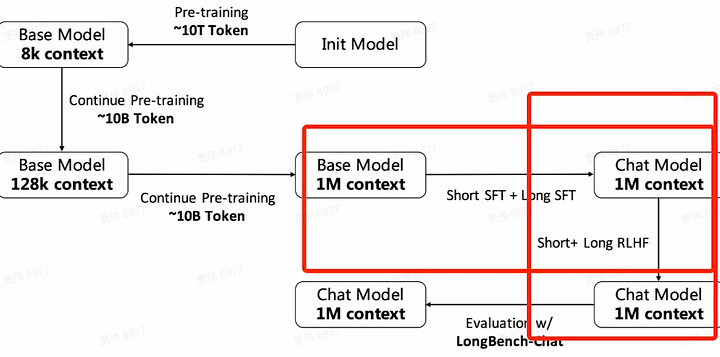 Pre-training
~10T Token
Base Model
8k context
Init Model
Continue Pre-training
~10B Token
Base Model
128k context
Continue Pre-training
~10B Token
Base Model
1M context
Short SFT + Long SFT
Chat Model
1M context
Short+ Long RLHF
Chat Model
1M context
Evaluation w/
LongBench-Chat
Chat Model
1M context